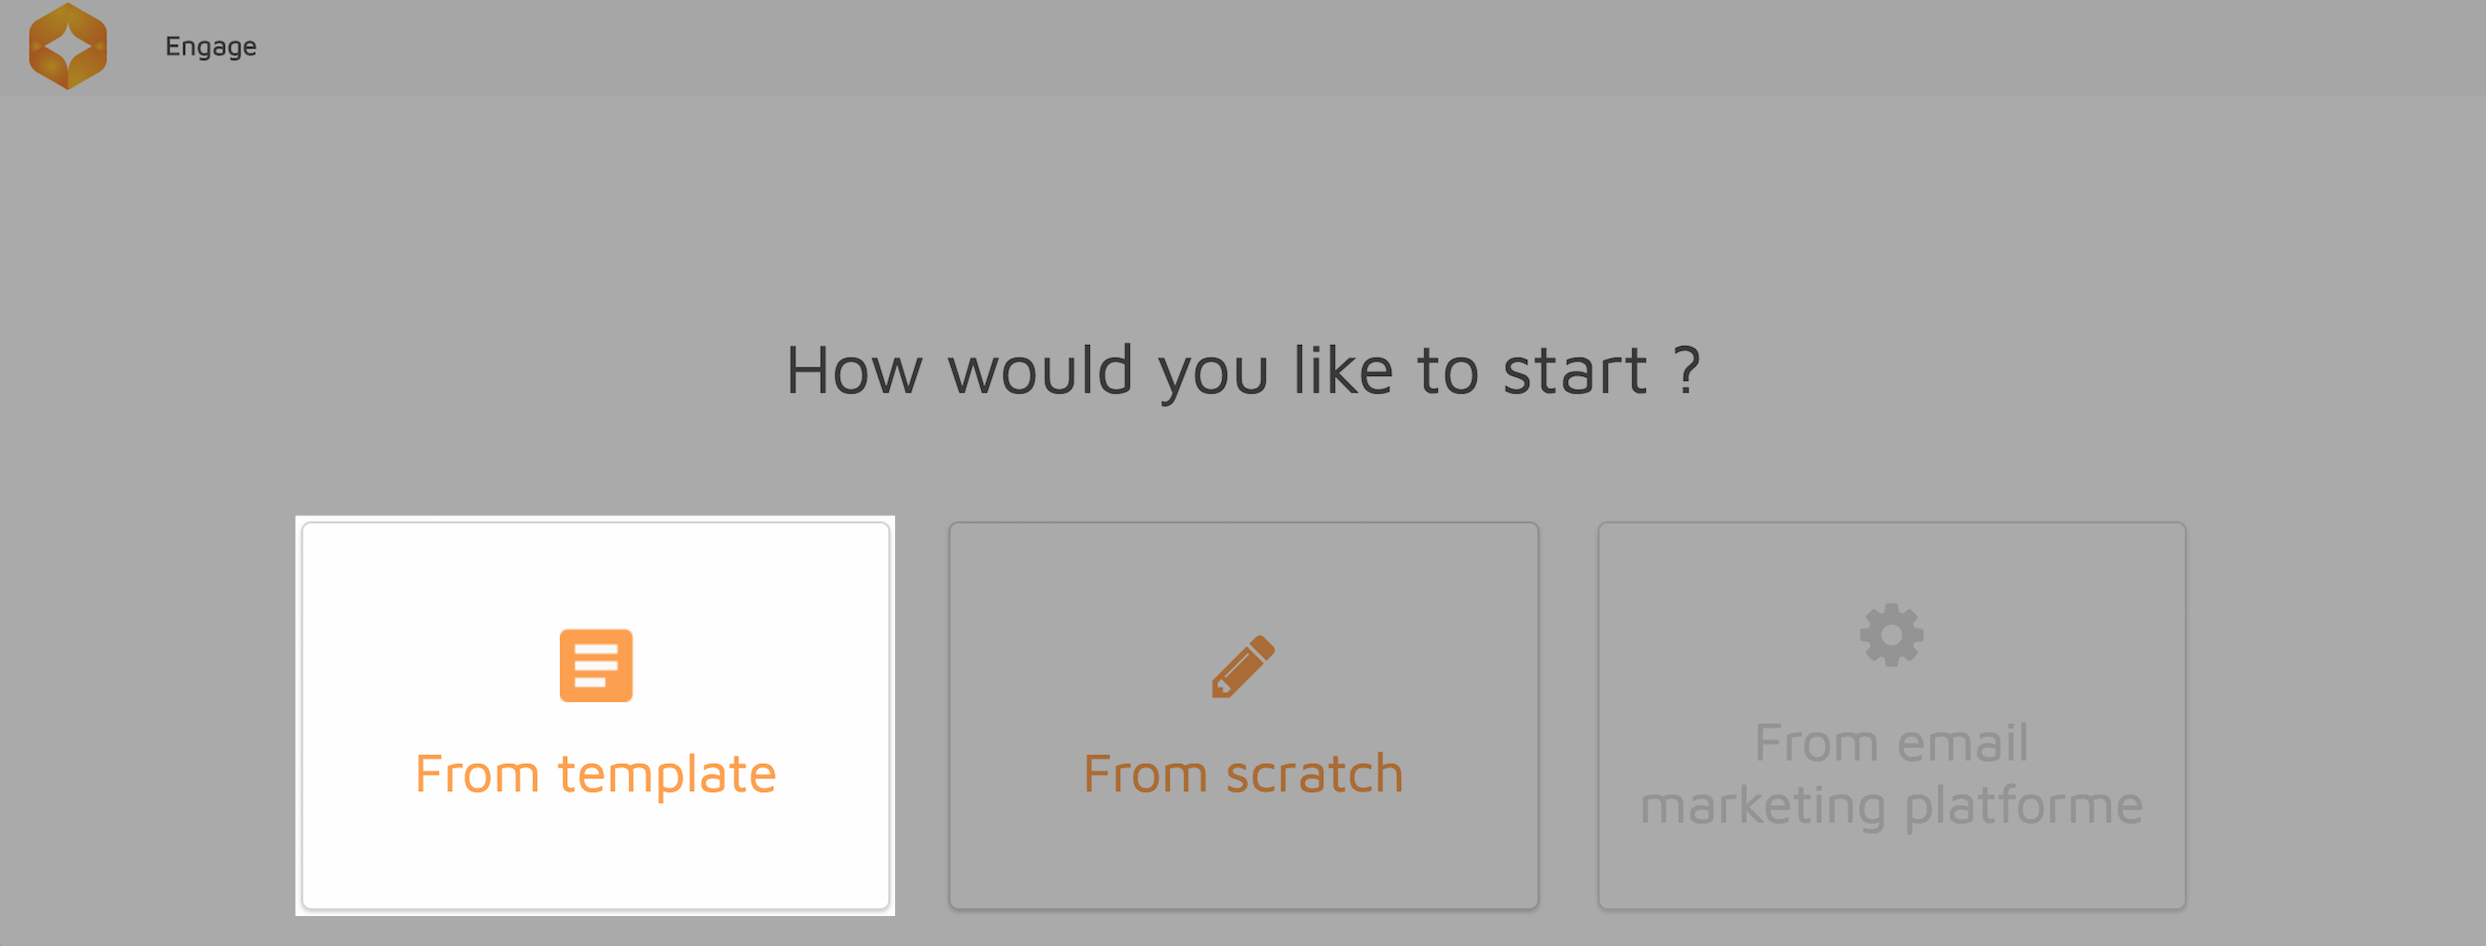 Engage
How would you like to start ?
From template
From scratch
From email
marketing platforme